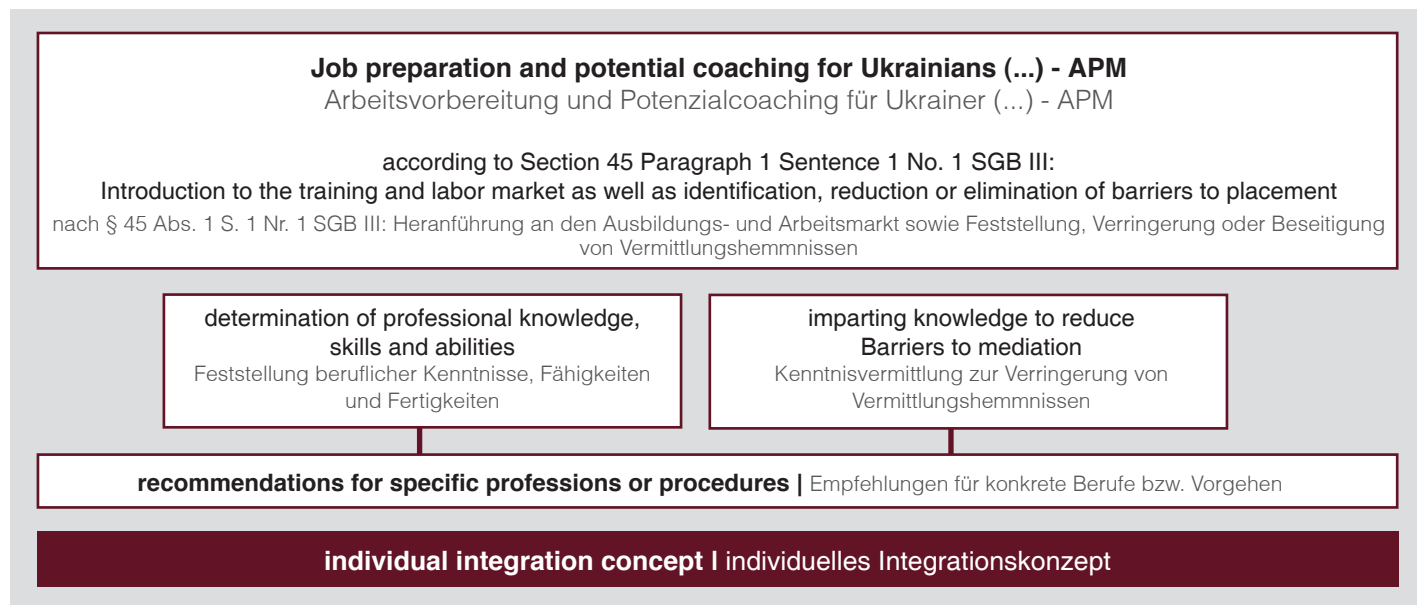 Job preparation and potential coaching for Ukrainians (...) - APM
Arbeitsvorbereitung und Potenzialcoaching für Ukrainer (...) - APM
according to Section 45 Paragraph 1 Sentence 1 No. 1 SGB III:
Introduction to the training and labor market as well as identification, reduction or elimination of barriers to placement
nach § 45 Abs. 1 S. 1 Nr. 1 SGB III: Heranführung an den Ausbildungs- und Arbeitsmarkt sowie Feststellung, Verringerung oder Beseitigung
von Vermittlungshemmnissen
determination of professional knowledge,
skills and abilities
Feststellung beruflicher Kenntnisse, Fähigkeiten
und Fertigkeiten
imparting knowledge to reduce
Barriers to mediation
Kenntnisvermittlung zur Verringerung von
Vermittlungshemmnissen
recommendations for specific professions or procedures | Empfehlungen für konkrete Berufe bzw. Vorgehen
individual integration concept I individuelles Integrationskonzept